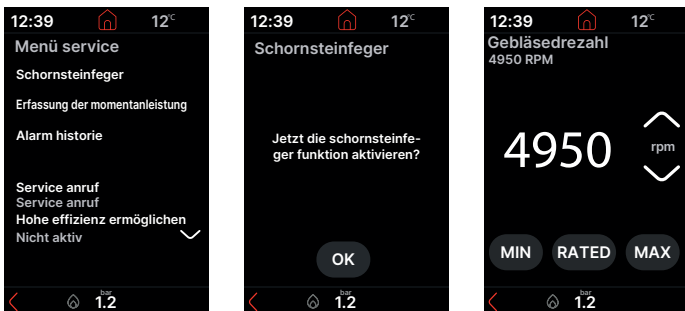 12:39 12°C
Menü service
Schornsteinfeger
Erfassung der momentanleistung
Alarm historie
Service anruf
Service anruf
Hohe effizienz ermöglichen
Nicht aktiv
bar
1.2
12:39 12°C
Schornsteinfeger
Jetzt die schornsteinfe-
ger funktion aktivieren?
OK
bar
1.2
12:39 12°C
Gebläsedrezahl
4950 RPM
4950 rpm
MIN RATED MAX
bar
1.2